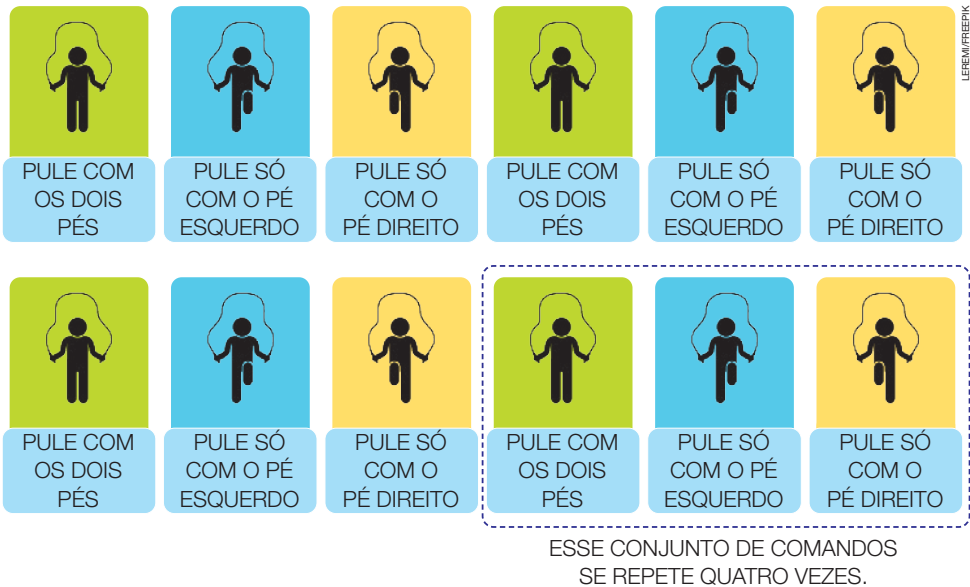 LEREMI/FREEPIK
PULE COM
OS DOIS
PÉS
PULE SÓ
COM O PÉ
ESQUERDO
PULE SÓ
COM O
PÉ DIREITO
PULE COM
OS DOIS
PÉS
PULE SÓ
COM O PÉ
ESQUERDO
PULE SÓ
COM O
PÉ DIREITO
PULE COM
OS DOIS
PÉS
PULE SÓ
COM O PÉ
ESQUERDO
PULE SÓ
COM O
PÉ DIREITO
PULE COM
OS DOIS
PÉS
PULE SÓ
COM O PÉ
ESQUERDO
PULE SÓ
COM O
PÉ DIREITO
ESSE CONJUNTO DE COMANDOS
SE REPETE QUATRO VEZES.